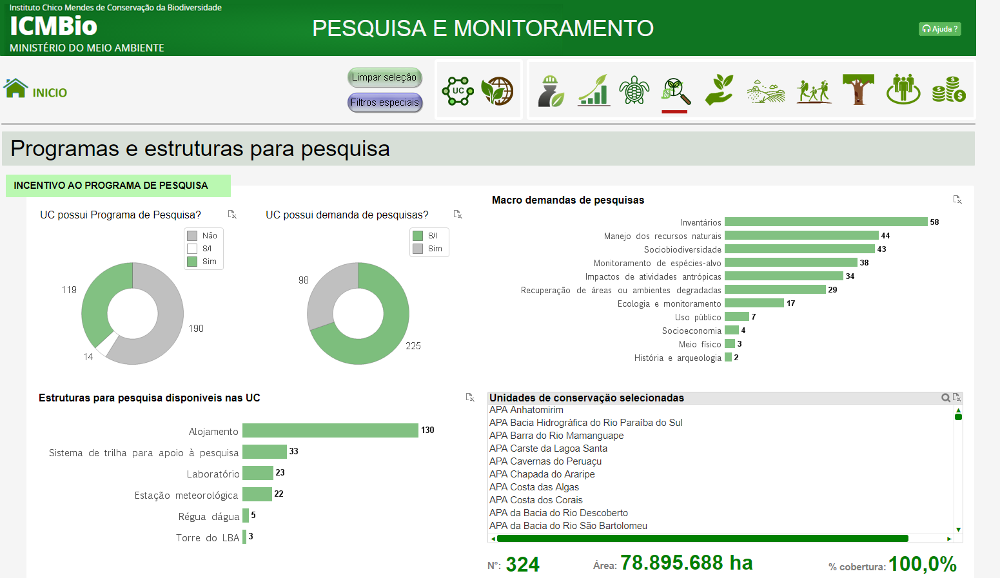 Instituto Chico Mendes de Conservação da Biodiversidade
ICMBio
MINISTÉRIO DO MEIO AMBIENTE
PESQUISA E MONITORAMENTO
Ajuda ?
INICIO
Limpar seleção
Filtros especiais
UC
Programas e estruturas para pesquisa
INCENTIVO AO PROGRAMA DE PESQUISA
UC possui Programa de Pesquisa?
Não
S/I
Sim
119
190
14
UC possui demanda de pesquisas?
S/I
Sim
98
225
Macro demandas de pesquisas
Inventários 58
Manejo dos recursos naturais 44
Sociobiodiversidade 43
Monitoramento de espécies-alvo 38
Impactos de atividades antrópicas 34
Recuperação de áreas ou ambientes degradadas 29
Ecologia e monitoramento 17
Uso público 7
Socioeconomia 4
Meio físico 3
História e arqueologia 2
Estruturas para pesquisa disponíveis nas UC
Alojamento 130
Sistema de trilha para apoio à pesquisa 33
Laboratório 23
Estação meteorológica 22
Régua dágua 5
Torre do LBA 3
Unidades de conservação selecionadas
APA Anhatomirim
APA Bacia Hidrográfica do Rio Paraíba do Sul
APA Barra do Rio Mamanguape
APA Carste da Lagoa Santa
APA Cavernas do Peruaçu
APA Chapada do Araripe
APA Costa das Algas
APA Costa dos Corais
APA da Bacia do Rio Descoberto
APA da Bacia do Rio São Bartolomeu
N°: 324
Área: 78.895.688 ha
% cobertura: 100,0%